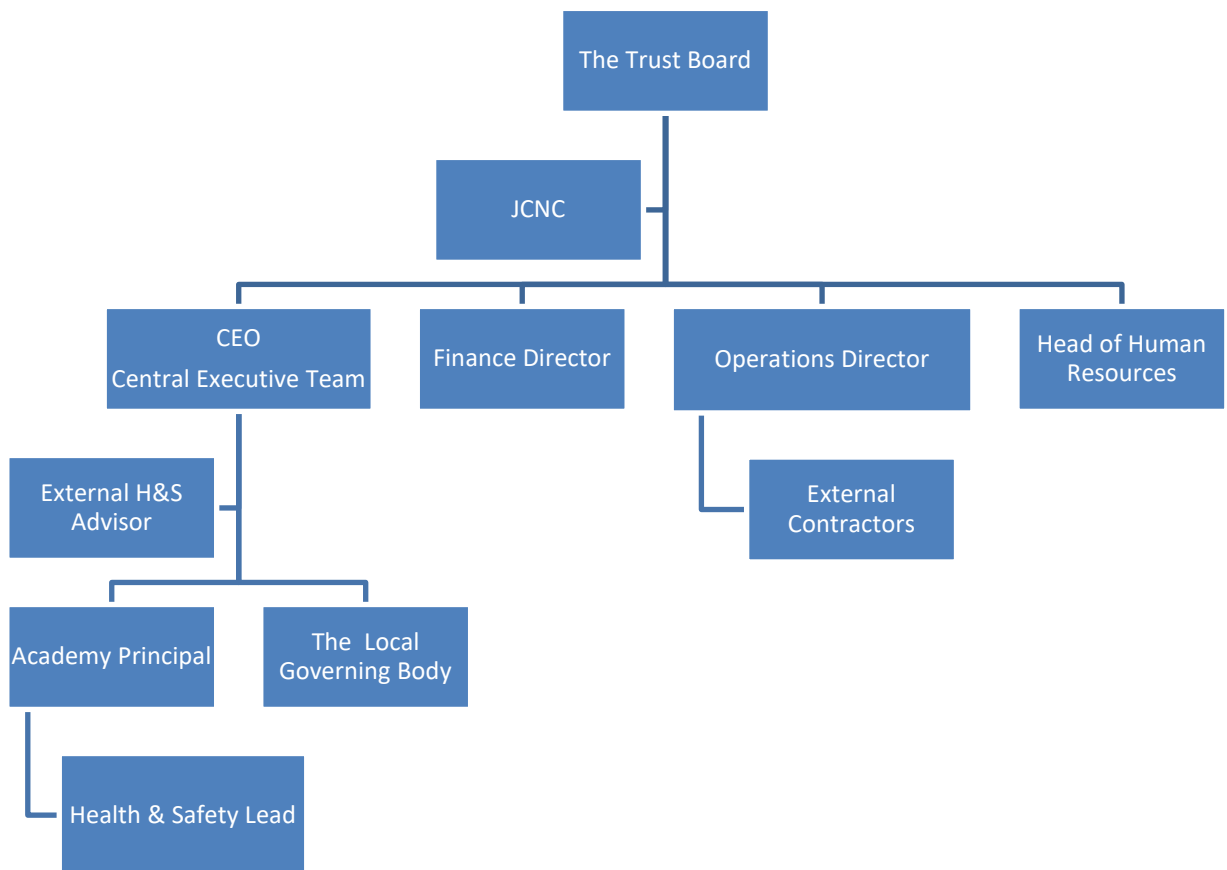 The Trust Board
JCNC
CEO
Central Executive Team
Finance Director
Operations Director
Head of Human
Resources
External H&S
Advisor
External
Contractors
Academy Principal
The Local
Governing Body
Health & Safety Lead